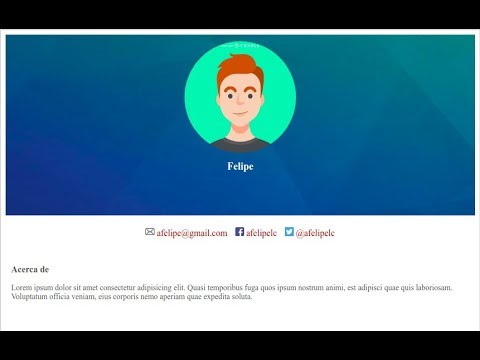 Felipe
afelipe@gmail.com afelipelc @afelipelc
Acerca de
Lorem ipsum dolor sit amet consectetur adipisicing elit. Quasi temporibus fuga quos ipsum nostrum animi, est adipisci quae quis laboriosam.
Voluptatum officia veniam, eius corporis nemo aperiam quae expedita soluta.